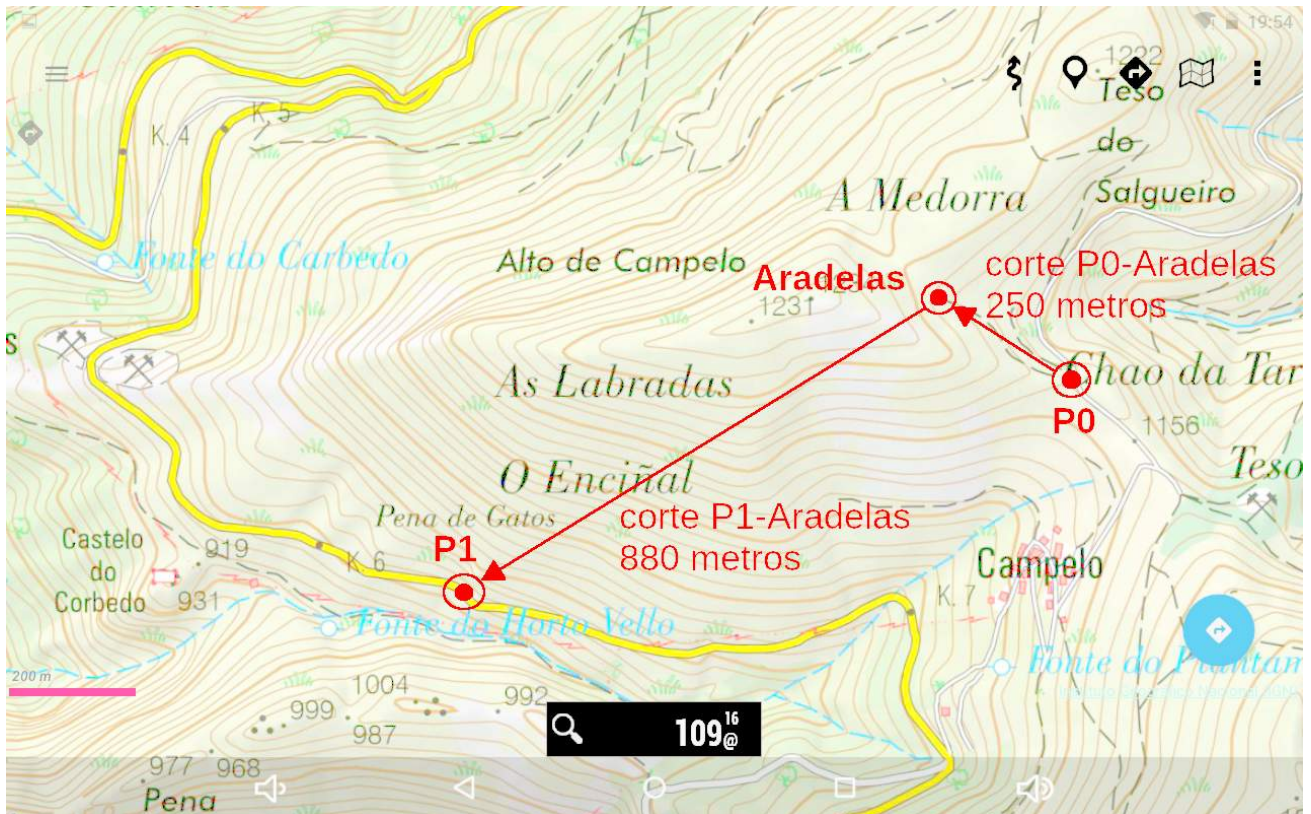 19:54
1222
Teso
do
Salgueiro
K. 5
K. 4
A Medorra
Fonte do Carbedo
Alto de Campelo
Aradelas
corte P0-Aradelas
250 metros
1231
As Labradas
Chao da Tar
P0
1156
O Enciñal
Teso
Pena de Gatos
corte P1-Aradelas
880 metros
Castelo
do
Corbedo
919
931
P1
K. 6
Campelo
K. 7
Fonte do Horto Vello
Fonte do Plantam
200 m
1004
999
987
992
977
968
Pena
109 16
@